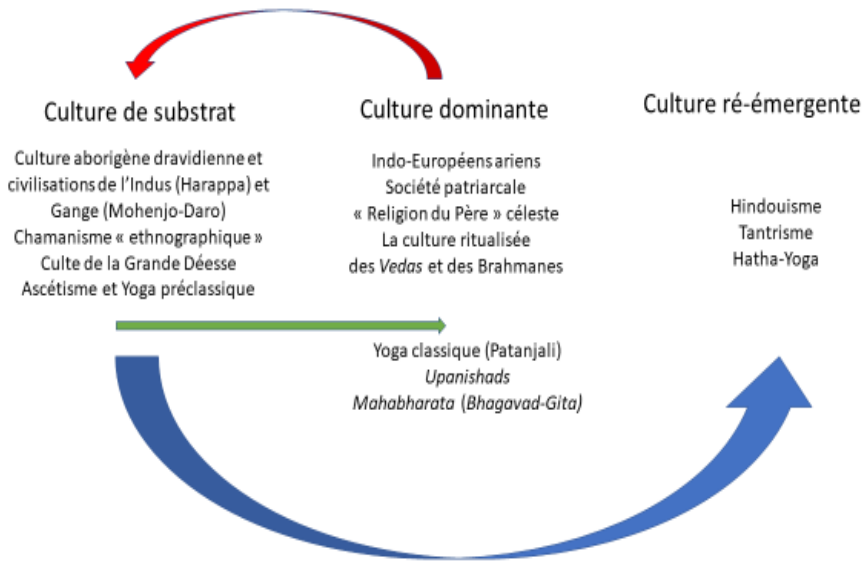 Culture de substrat
Culture aborigène dravidienne et
civilisations de l'Indus (Harappa) et
Gange (Mohenjo-Daro)
Chamanisme « ethnographique »
Culte de la Grande Déesse
Ascétisme et Yoga préclassique
Culture dominante
Indo-Européens ariens
Société patriarcale
« Religion du Père » céleste
La culture ritualisée
des Vedas et des Brahmanes
Yoga classique (Patanjali)
Upanishads
Mahabharata (Bhagavad-Gita)
Culture ré-émergente
Hindouisme
Tantrisme
Hatha-Yoga